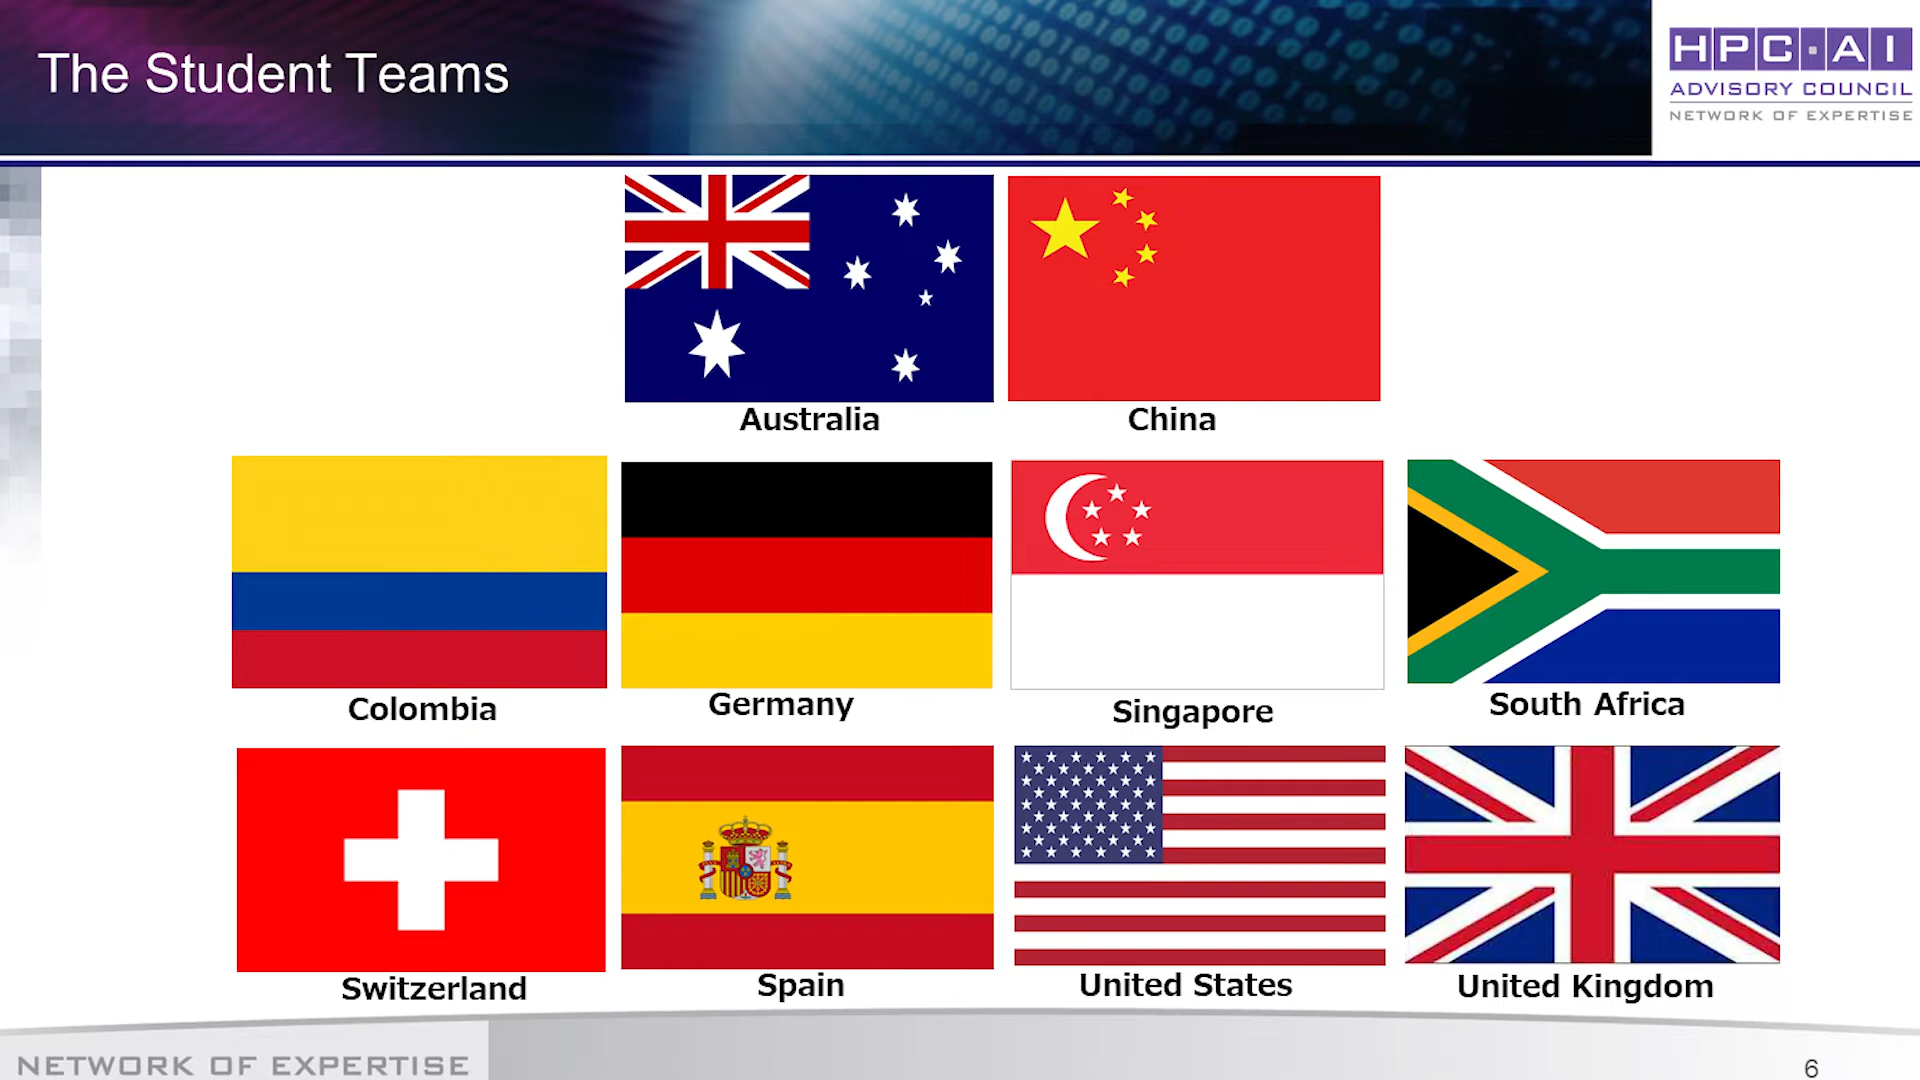 The Student Teams
HPC·AI
ADVISORY COUNCIL
NETWORK OF EXPERTISE
Australia
China
Colombia
Germany
Singapore
South Africa
Switzerland
Spain
United States
United Kingdom
NETWORK OF EXPERTISE
6